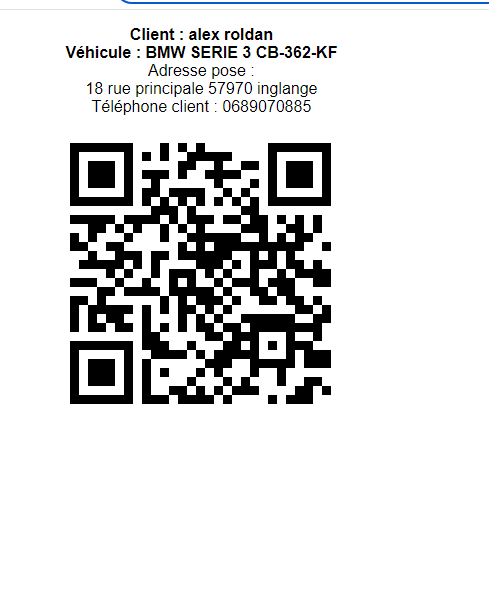 Client : alex roldan
Véhicule : BMW SERIE 3 CB-362-KF
Adresse pose :
18 rue principale 57970 inglange
Téléphone client : 0689070885